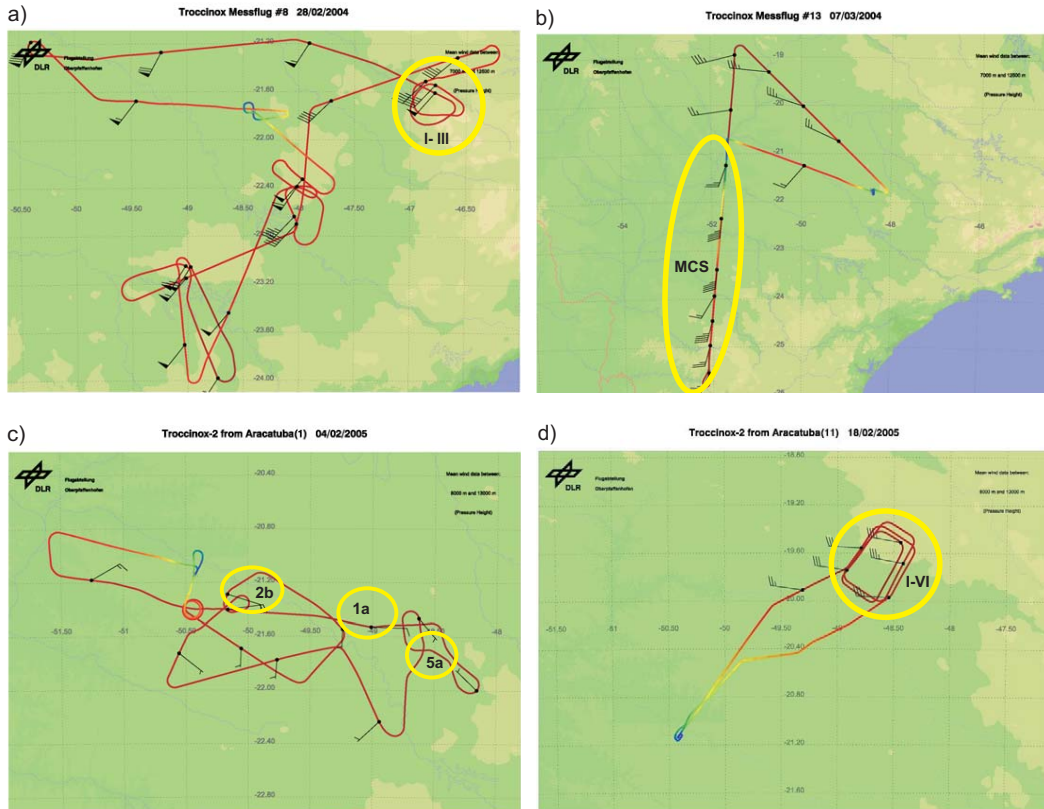 a)
Troccinox Messflug #8 28/02/2004
DLR
Flugabteilung
Oberpfaffenhofen
Mean wind data between:
7000 m and 12500 m
(Pressure Height)
-21.20
-21.60
-22.00
-22.40
-23.20
-23.60
-24.00
-50.50
-50
-49.50
-49
-48.50
-48
-47.50
-47
-46.50
I- III
b)
Troccinox Messflug #13 07/03/2004
DLR
Flugabteilung
Oberpfaffenhofen
Mean wind data between:
7000 m and 12500 m
(Pressure Height)
-19
-20
-21
-22
-23
-24
-25
-26
-54
-52
-50
-48
MCS
c)
Troccinox-2 from Aracatuba(1) 04/02/2005
DLR
Flugabteilung
Oberpfaffenhofen
Mean wind data between:
8000 m and 13000 m
(Pressure Height)
-20.40
-20.80
-21.20
-21.60
-22.00
-22.40
-22.80
-51.50
-51
-50.50
-50
-49.50
-49
-48
2b
1a
5a
d)
Troccinox-2 from Aracatuba(11) 18/02/2005
DLR
Flugabteilung
Oberpfaffenhofen
Mean wind data between:
(Pressure Height)
-18.80
-19.20
-19.60
-20.00
-20.40
-20.80
-21.20
-21.60
-51.50
-51
-50.50
-50
-49.50
-49
-48.50
-48
-47.50
I-VI